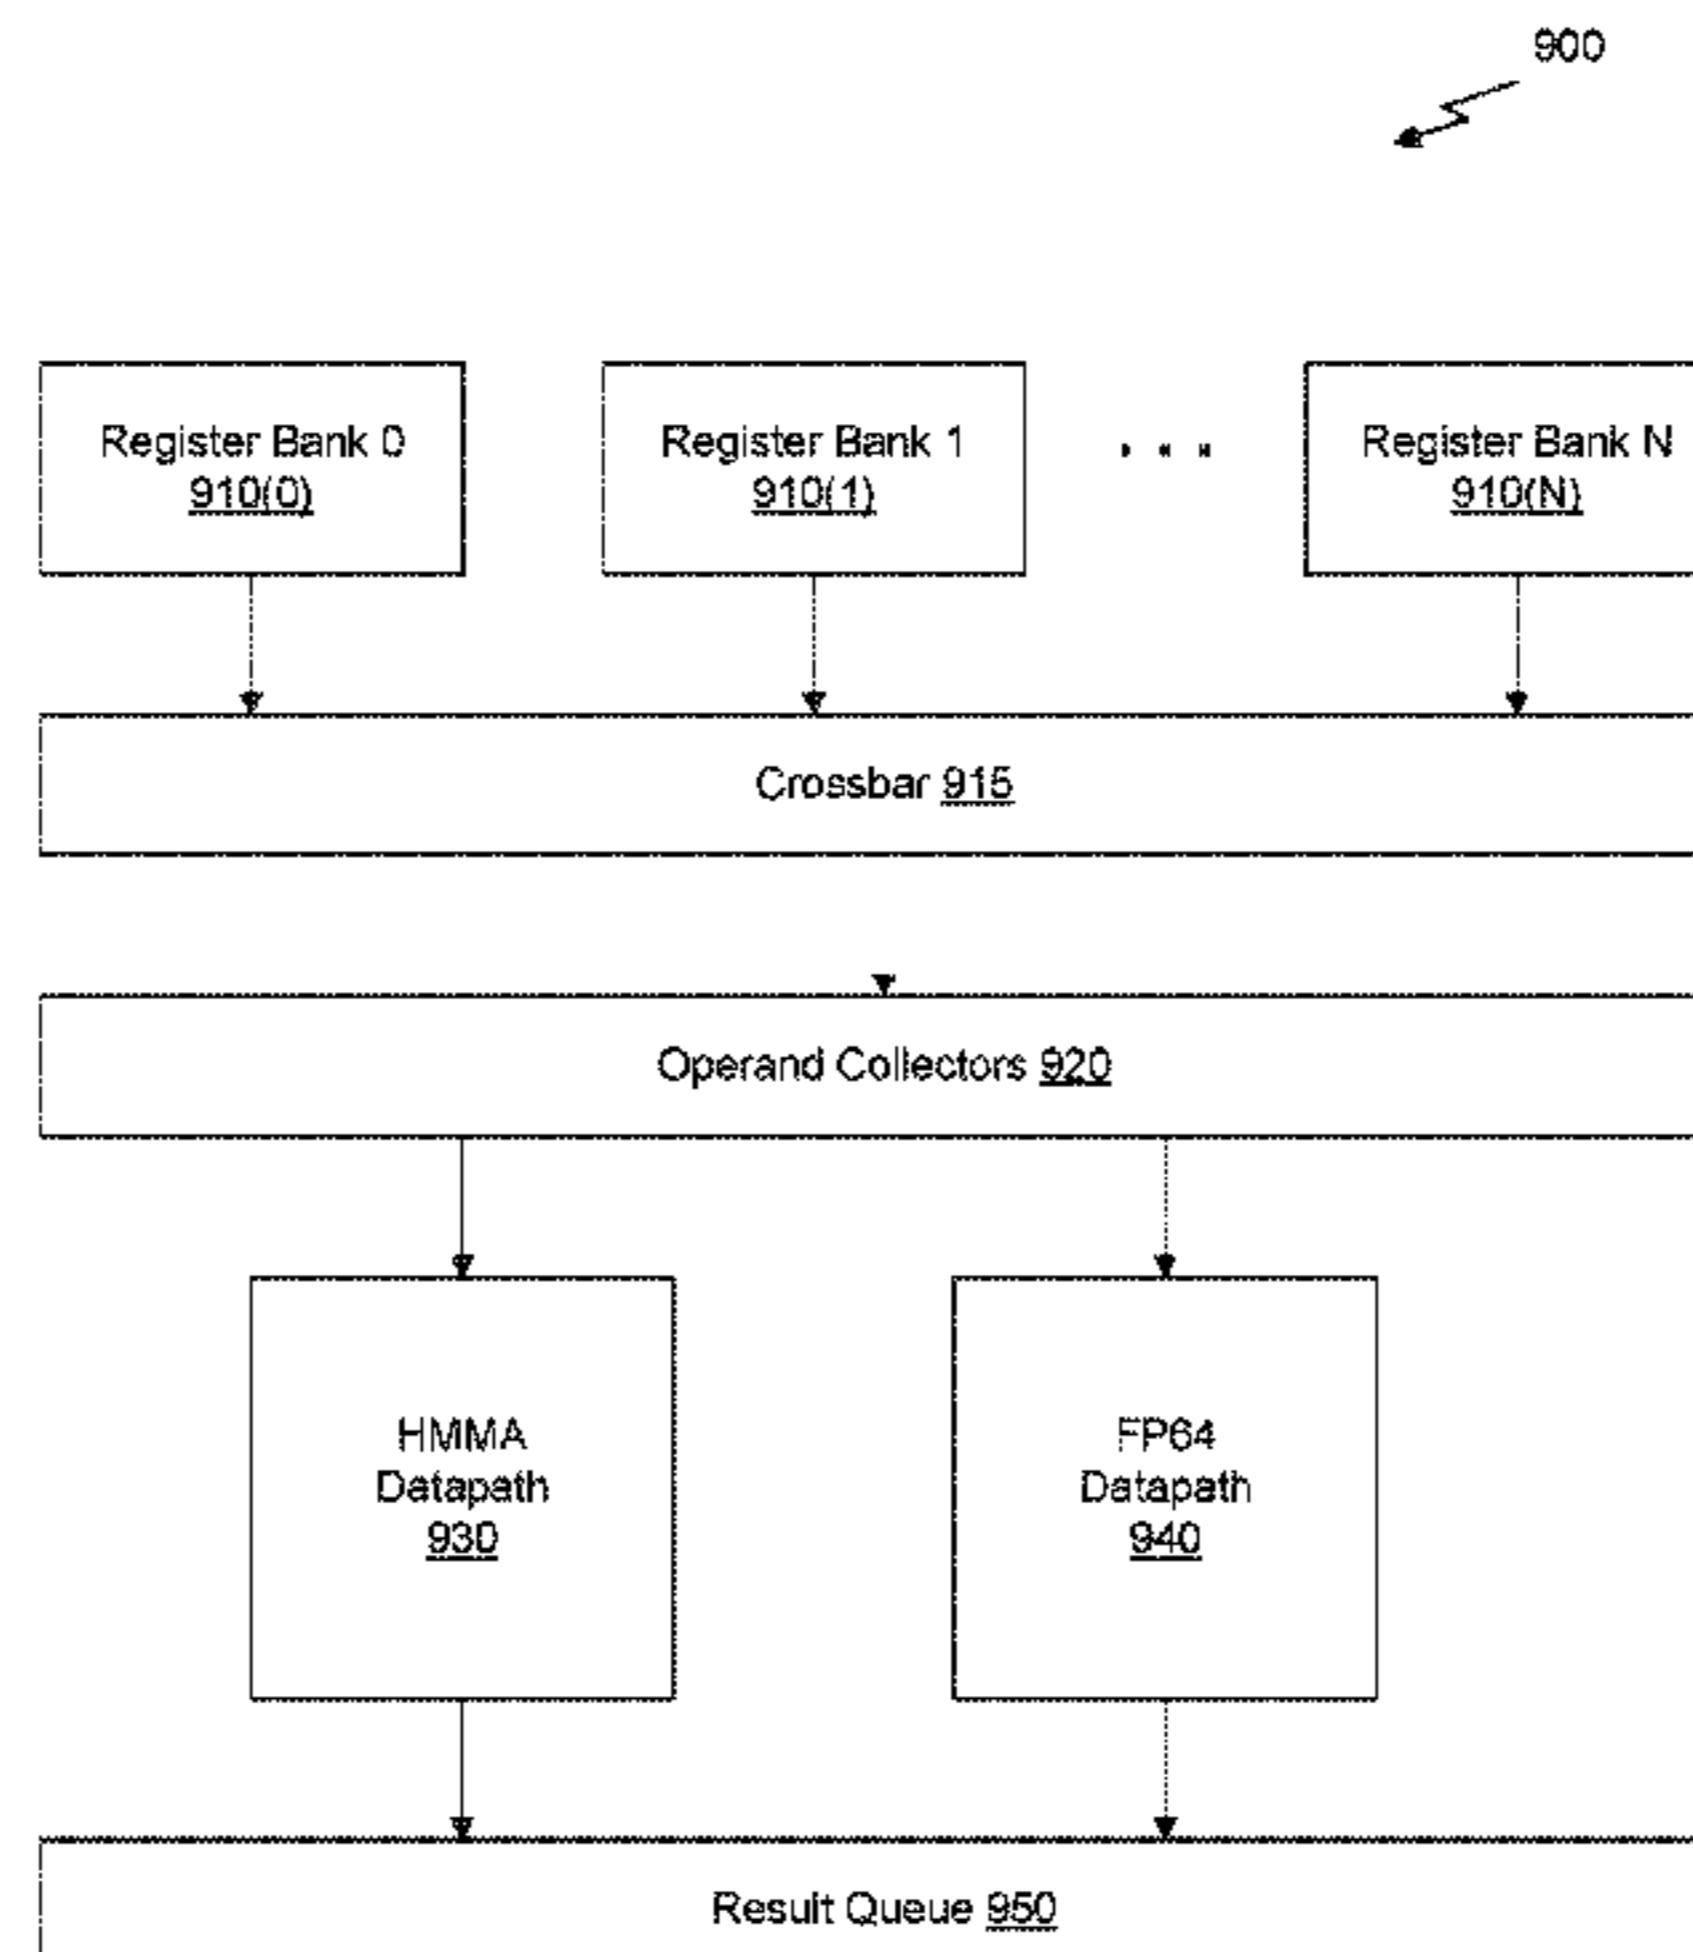 900
Register Bank 0
910(0)
Register Bank 1
910(1)
Register Bank N
910(N)
Crossbar 915
Operand Collectors 920
HMMA
Datapath
930
FP64
Datapath
940
Result Queue 950